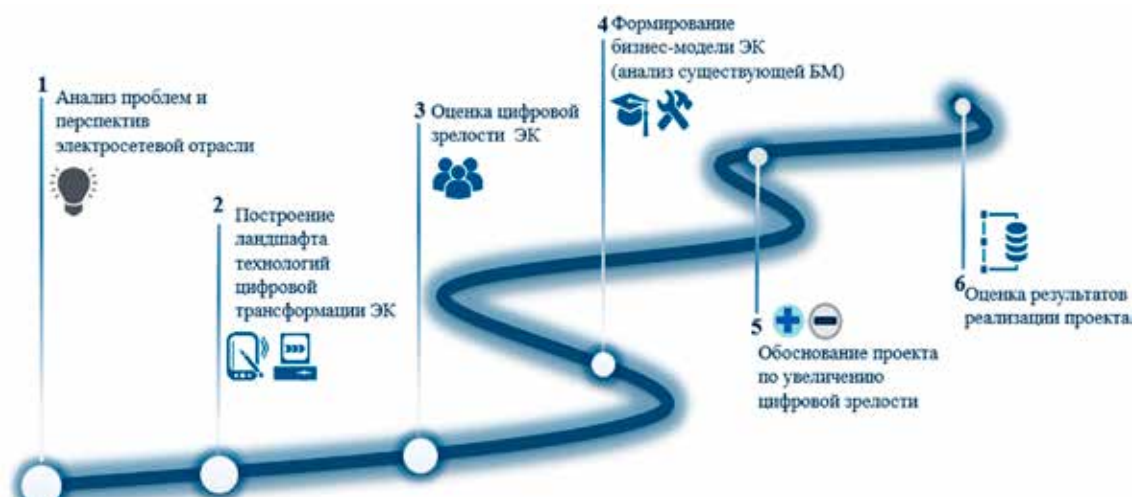 1
Анализ проблем и
перспектив
электросетевой отрасли
2
Построение
ландшафта
технологий
цифровой
трансформации ЭК
3 Оценка цифровой
зрелости ЭК
4 Формирование
бизнес-модели ЭК
(анализ существующей БМ)
5
Обоснование проекта
по увеличению
цифровой зрелости
6
Оценка результатов
реализации проекта